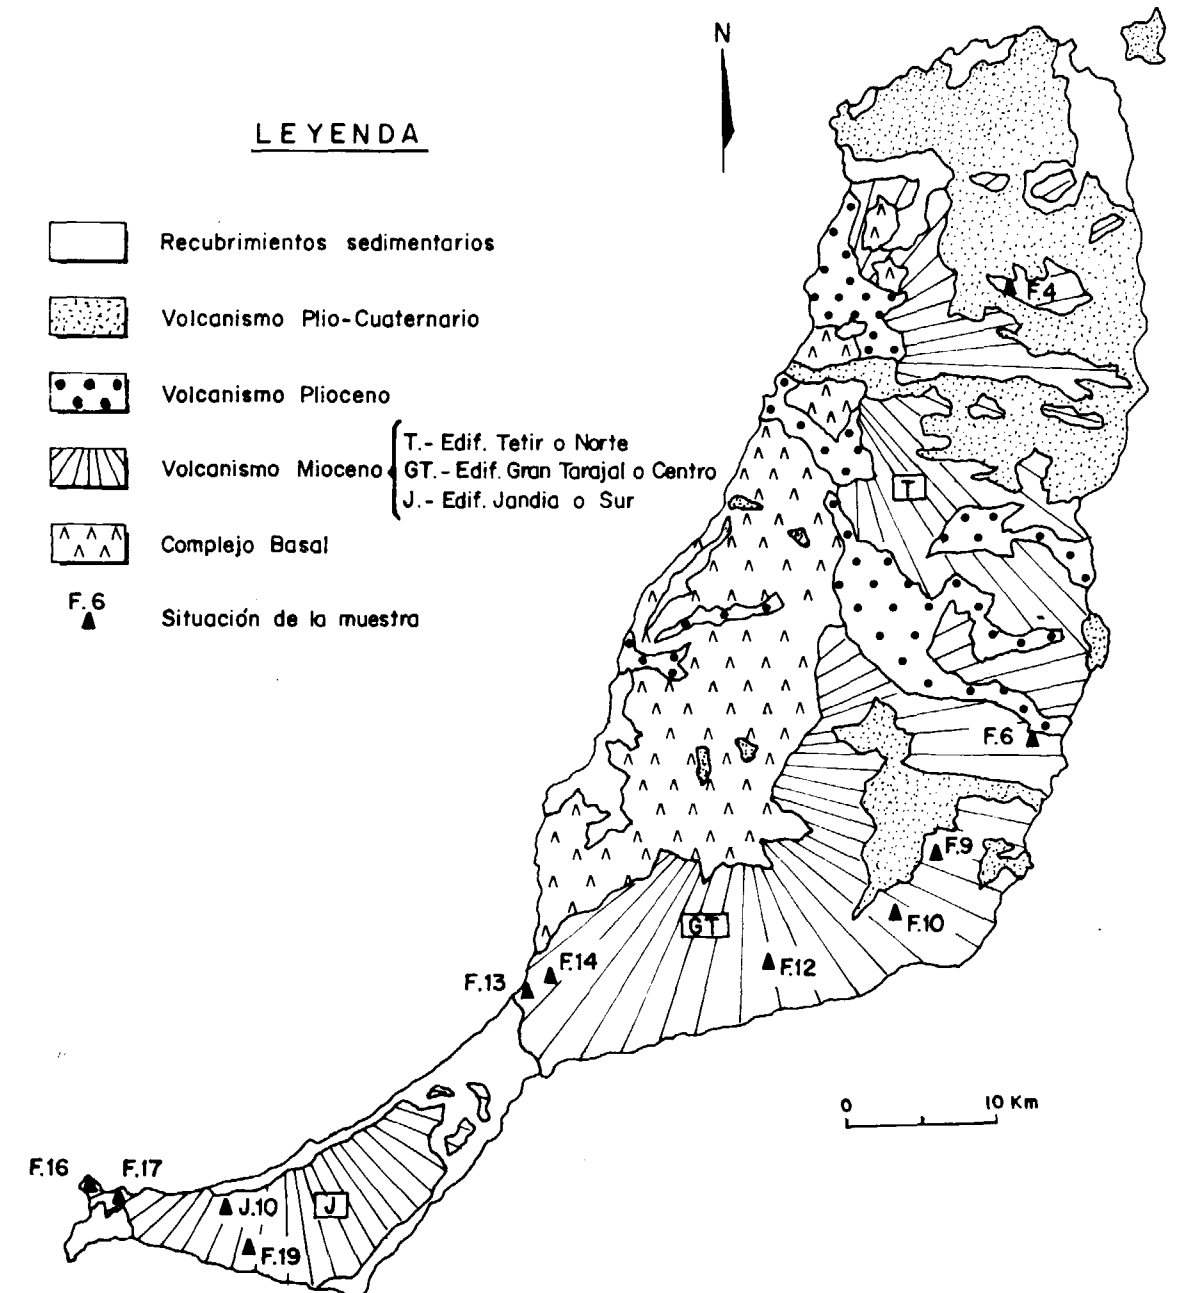 N
LEYENDA
Recubrimientos sedimentarios
Volcanismo Plio-Cuaternario
Volcanismo Plioceno
Volcanismo Mioceno
T.- Edif. Tetir o Norte
GT.- Edif. Gran Tarajal o Centro
J.- Edif. Jandia o Sur
Complejo Basal
F.6
Situación de la muestra
F.4
T
F.6
F.9
F.10
GT
F.12
F.14
F.13
0 10 Km
F.16
F.17
J.10
J
F.19